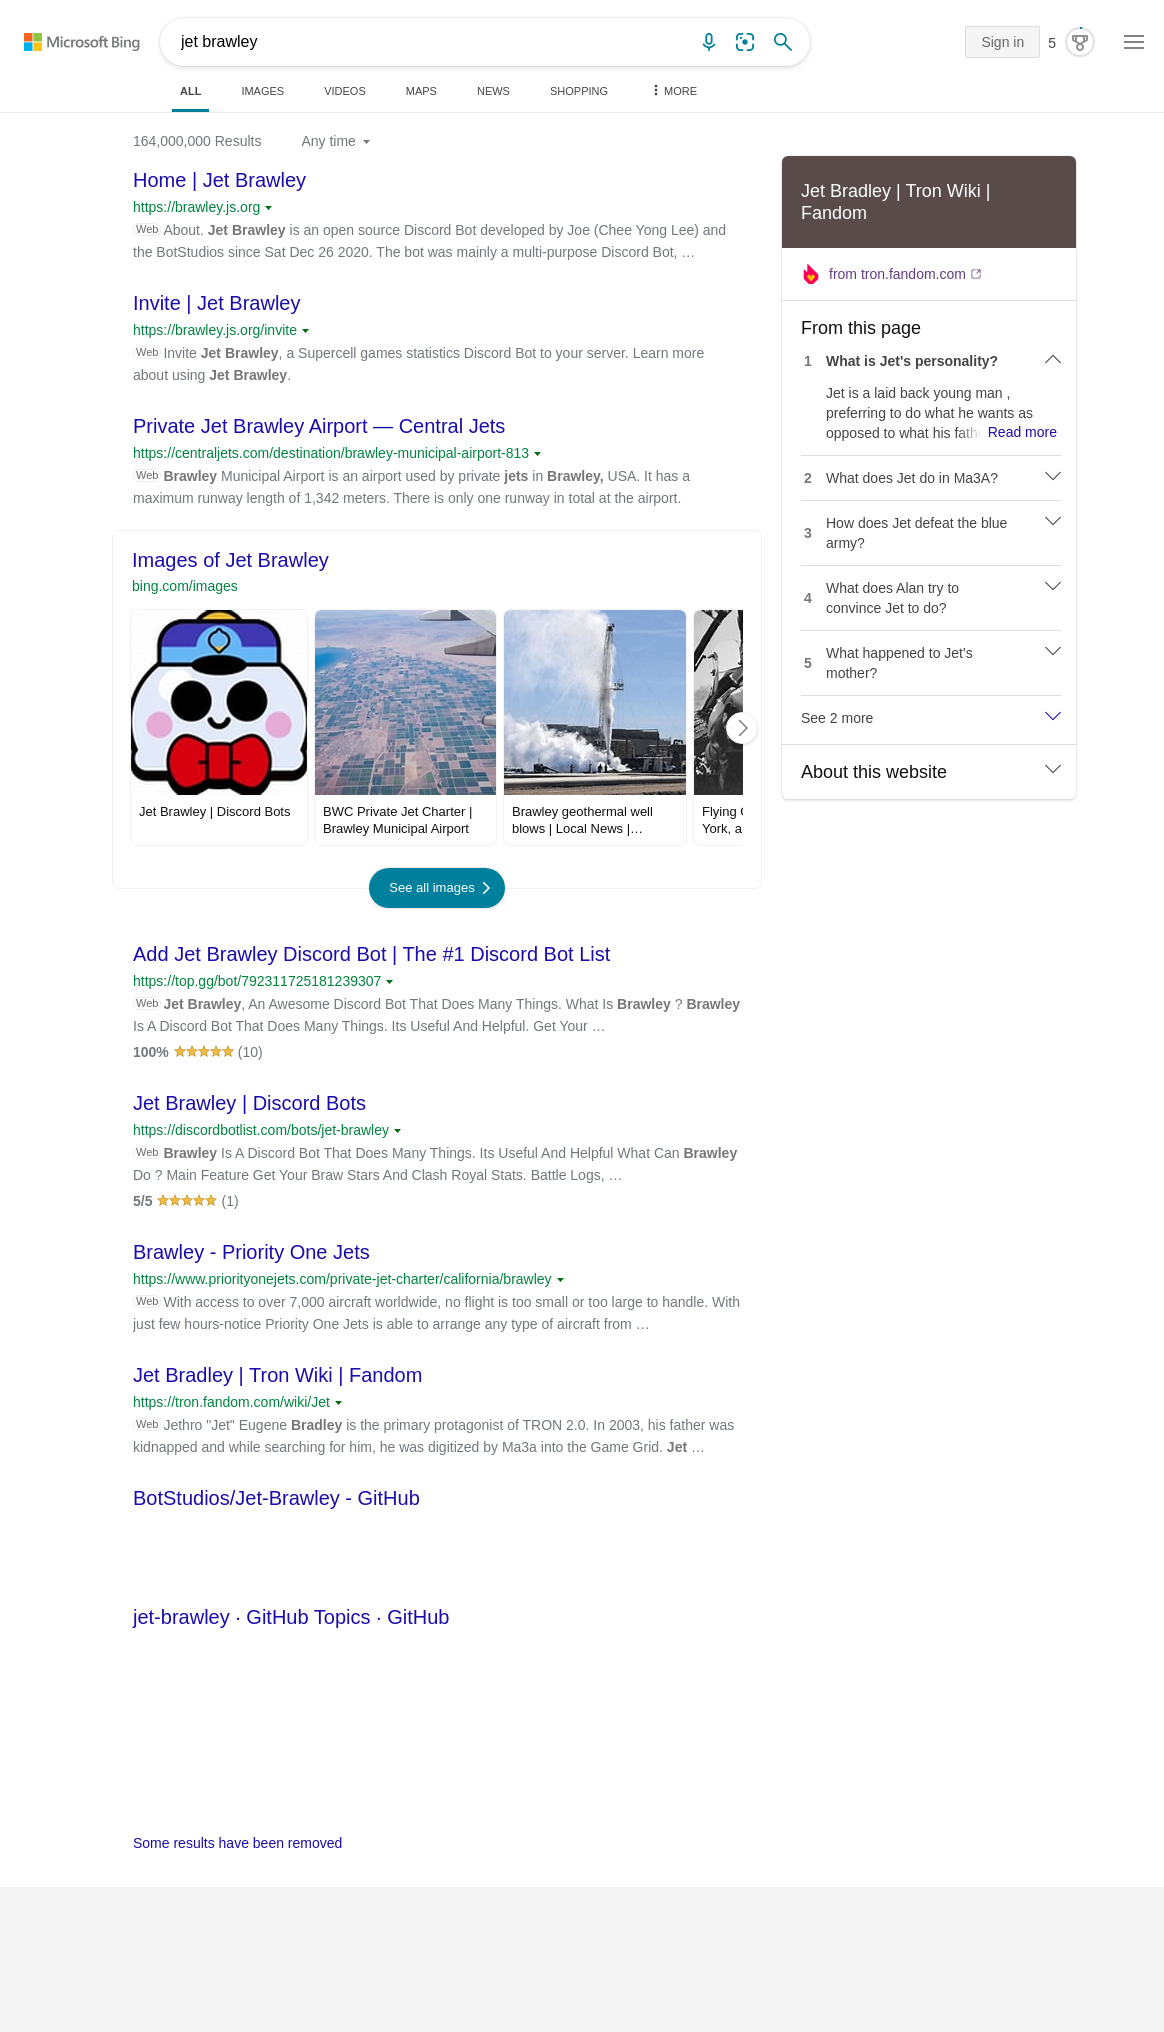 Microsoft Bing
jet brawley
Sign in
5
ALL
IMAGES
VIDEOS
MAPS
NEWS
SHOPPING
MORE
164,000,000 Results
Any time
Home | Jet Brawley
https://brawley.js.org
Web About. Jet Brawley is an open source Discord Bot developed by Joe (Chee Yong Lee) and
the BotStudios since Sat Dec 26 2020. The bot was mainly a multi-purpose Discord Bot, …
Invite | Jet Brawley
https://brawley.js.org/invite
Web Invite Jet Brawley, a Supercell games statistics Discord Bot to your server. Learn more
about using Jet Brawley.
Private Jet Brawley Airport — Central Jets
https://centraljets.com/destination/brawley-municipal-airport-813
Web Brawley Municipal Airport is an airport used by private jets in Brawley, USA. It has a
maximum runway length of 1,342 meters. There is only one runway in total at the airport.
Images of Jet Brawley
bing.com/images
Jet Brawley | Discord Bots
BWC Private Jet Charter |
Brawley Municipal Airport
Brawley geothermal well
blows | Local News |…
Flying
York, a
See all images
Add Jet Brawley Discord Bot | The #1 Discord Bot List
https://top.gg/bot/792311725181239307
Web Jet Brawley, An Awesome Discord Bot That Does Many Things. What Is Brawley ? Brawley
Is A Discord Bot That Does Many Things. Its Useful And Helpful. Get Your …
100% (10)
Jet Brawley | Discord Bots
https://discordbotlist.com/bots/jet-brawley
Web Brawley Is A Discord Bot That Does Many Things. Its Useful And Helpful What Can Brawley
Do ? Main Feature Get Your Braw Stars And Clash Royal Stats. Battle Logs, …
5/5 (1)
Brawley - Priority One Jets
https://www.priorityonejets.com/private-jet-charter/california/brawley
Web With access to over 7,000 aircraft worldwide, no flight is too small or too large to handle. With
just few hours-notice Priority One Jets is able to arrange any type of aircraft from …
Jet Bradley | Tron Wiki | Fandom
https://tron.fandom.com/wiki/Jet
Web Jethro "Jet" Eugene Bradley is the primary protagonist of TRON 2.0. In 2003, his father was
kidnapped and while searching for him, he was digitized by Ma3a into the Game Grid. Jet …
BotStudios/Jet-Brawley - GitHub
jet-brawley · GitHub Topics · GitHub
Some results have been removed
Jet Bradley | Tron Wiki |
Fandom
from tron.fandom.com
From this page
1 What is Jet's personality?
Jet is a laid back young man ,
preferring to do what he wants as
opposed to what his Read more
2 What does Jet do in Ma3A?
3 How does Jet defeat the blue
army?
4 What does Alan try to
convince Jet to do?
5 What happened to Jet's
mother?
See 2 more
About this website